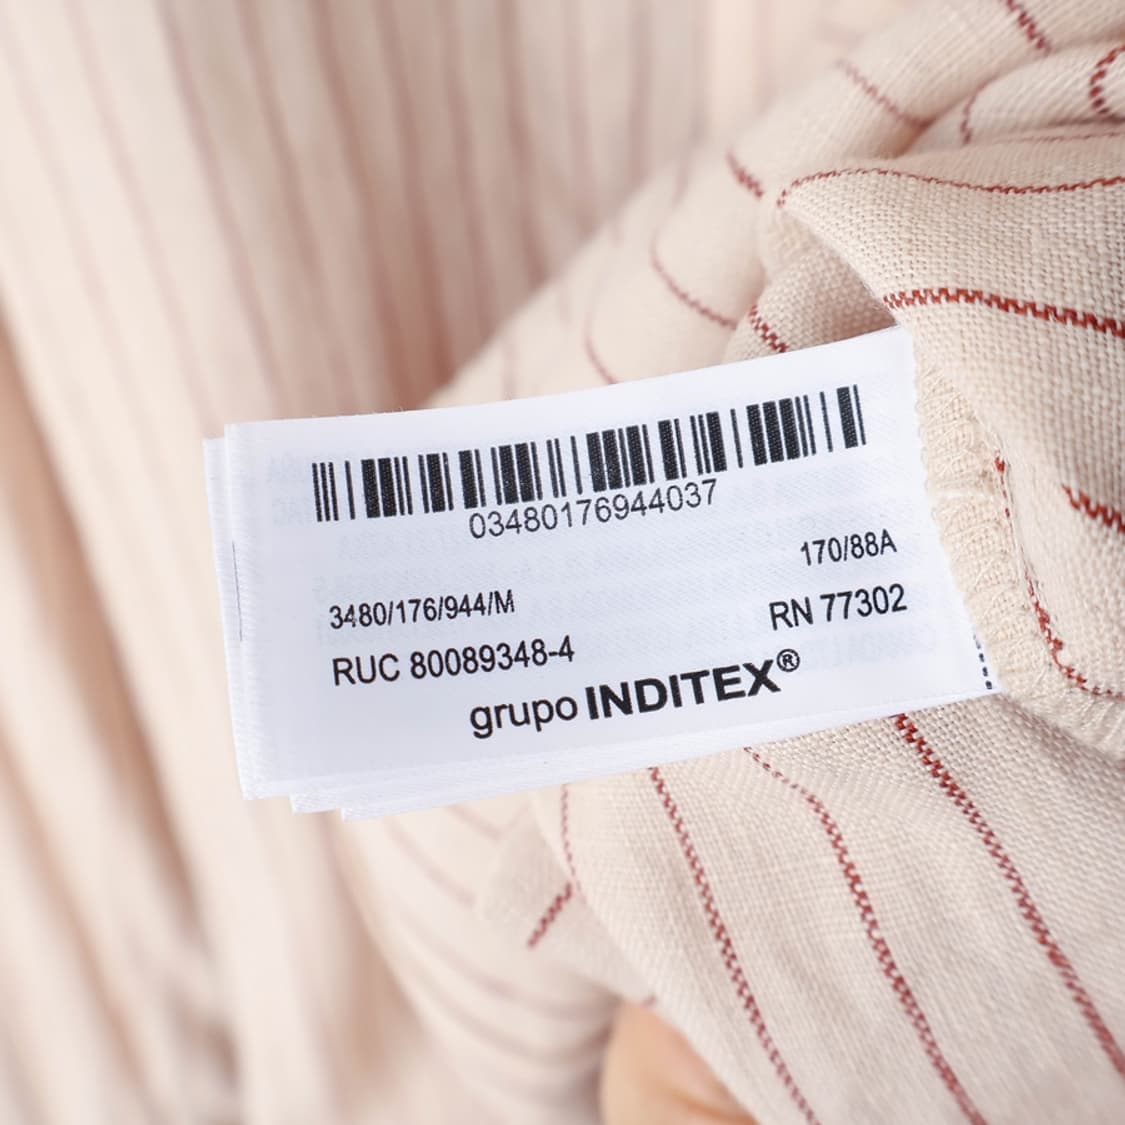 03480176944037
170/88A
3480/176/944/M
RN 77302
RUC 80089348-4
grupo INDITEX®